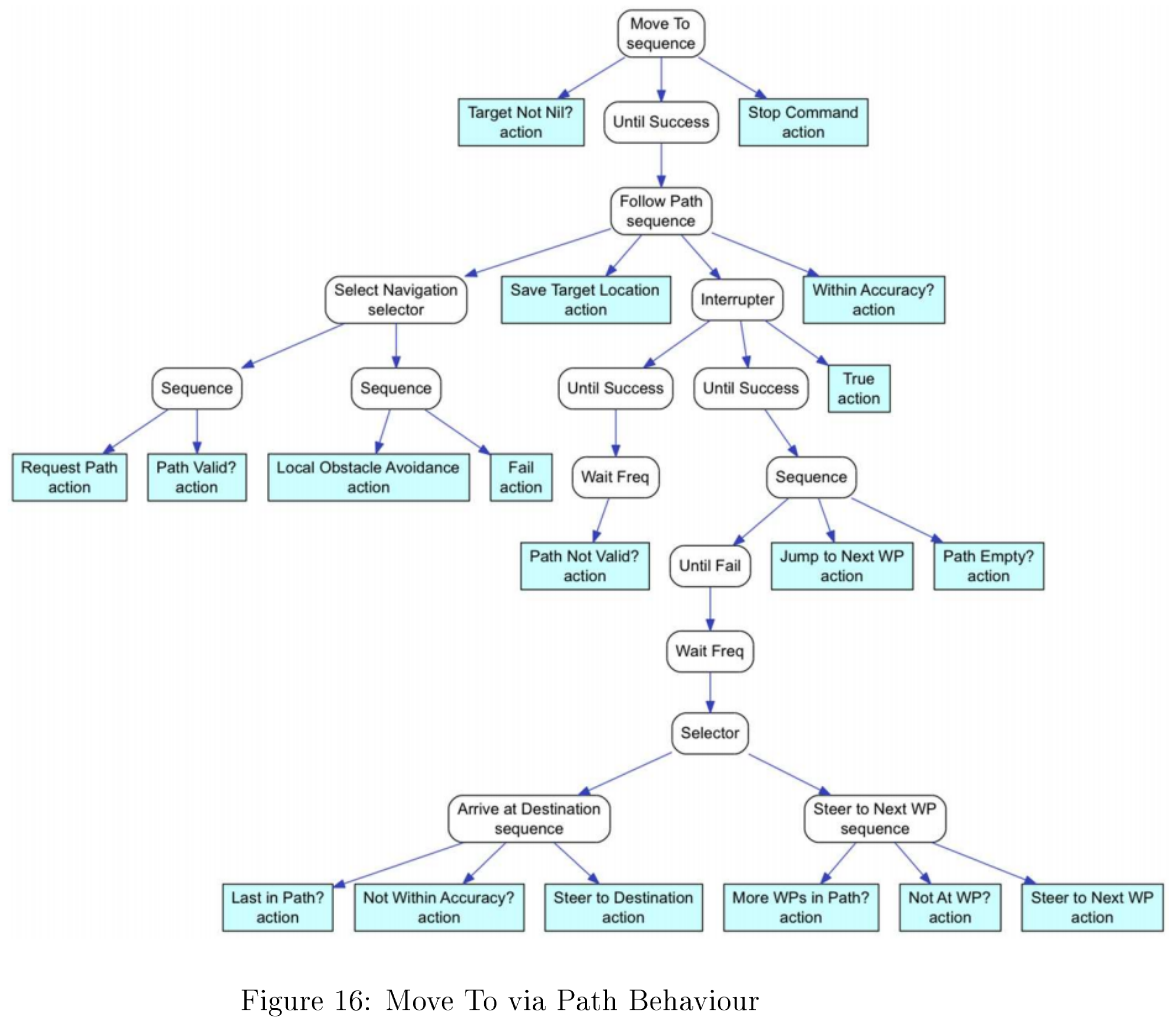 Move To
sequence
Target Not Nil?
action
Until Success
Stop Command
action
Follow Path
sequence
Select Navigation
selector
Save Target Location
action
Interrupter
Within Accuracy?
action
Sequence
Sequence
Until Success
Until Success
True
action
Request Path
action
Path Valid?
action
Local Obstacle Avoidance
action
Fail
action
Wait Freq
Sequence
Path Not Valid?
action
Until Fail
Jump to Next WP
action
Path Empty?
action
Wait Freq
Selector
Arrive at Destination
sequence
Steer to Next WP
sequence
Last in Path?
action
Not Within Accuracy?
action
Steer to Destination
action
More WPs in Path?
action
Not At WP?
action
Steer to Next WP
action
Figure 16: Move To via Path Behaviour